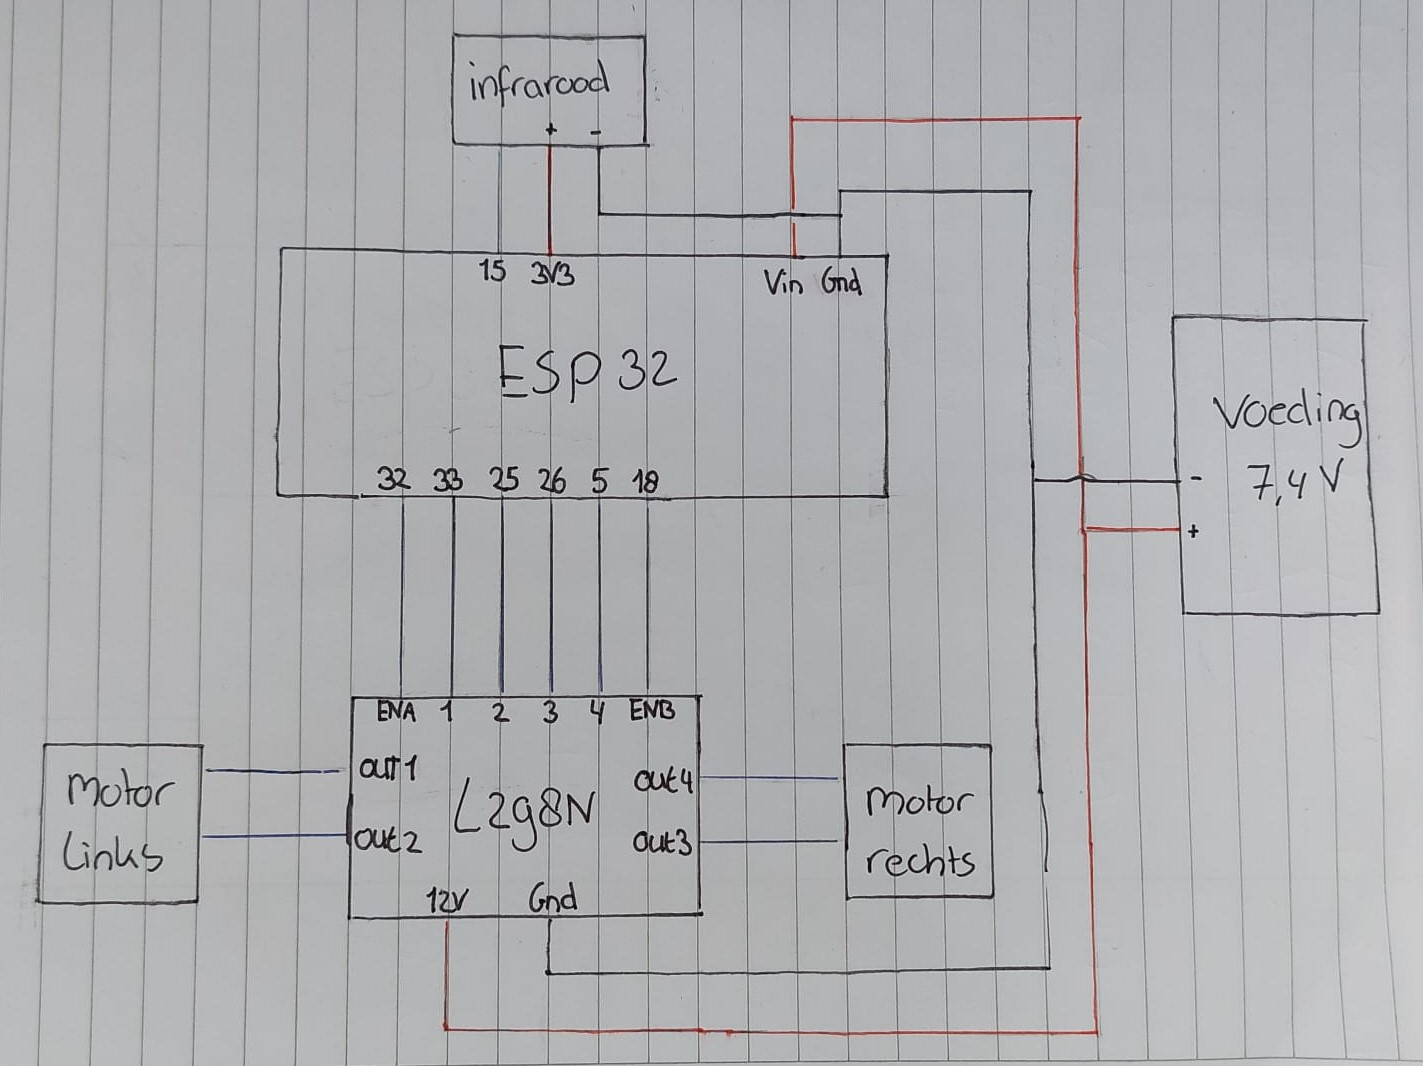 infrarood
+ -
15 3V3 Vin Gnd
ESP 32
Voeding
- 7,4 V
+
32 33 25 26 5 18
ENA 1 2 3 4 ENB
out1
out4
L298N
out2
out3
12V Gnd
motor
Links
motor
rechts